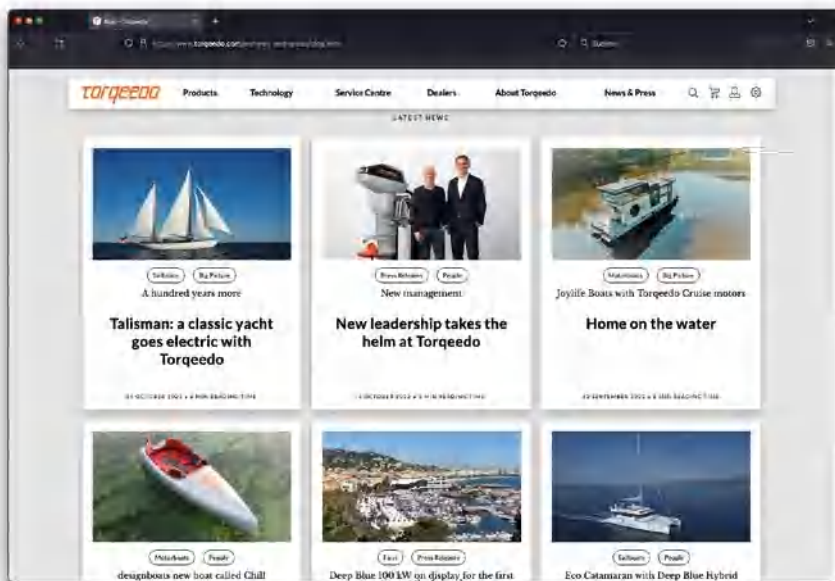 torqeedo
Products Technology Service Centre Dealers About Torqeedo News & Press
LATEST NEWS
Sailboats Big Picture
A hundred years more
Talisman: a classic yacht
goes electric with
Torqeedo
Press Releases People
New management
New leadership takes the
helm at Torqeedo
Motorboats Big Picture
Joylife Boats with Torqeedo Cruise motors
Home on the water
Motorboats People
designboats new boat called Chill
Press Releases
Deep Blue 100 kW on display for the first
Sailboats People
Eco Catamaran with Deep Blue Hybrid